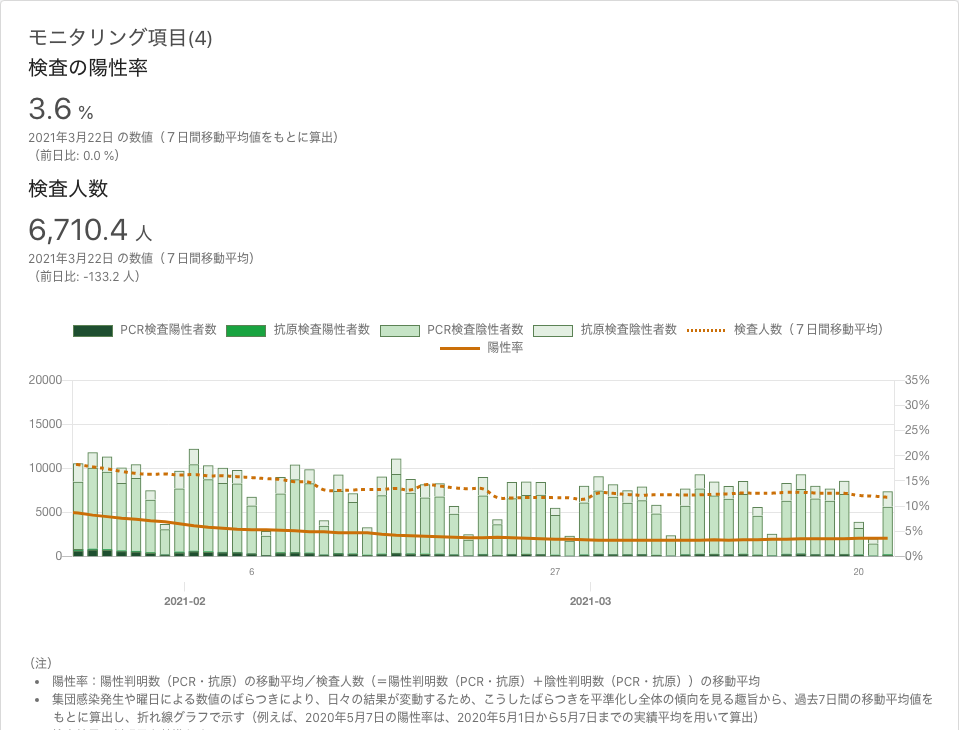 モニタリング項目(4)
検査の陽性率
3.6 %
2021年3月22日 の数値（７日間移動平均値をもとに算出）
（前日比: 0.0 %）
検査人数
6,710.4 人
2021年3月22日 の数値（７日間移動平均）
（前日比: -133.2 人）
PCR検査陽性者数 抗原検査陽性者数 PCR検査陰性者数 抗原検査陰性者数 検査人数（７日間移動平均）
陽性率
20000 35%
30%
15000 25%
20%
10000 15%
5000 10%
5%
0 0%
6 27 20
2021-02 2021-03
（注）
• 陽性率：陽性判明数（PCR・抗原）の移動平均／検査人数（＝陽性判明数（PCR・抗原）＋陰性判明数（PCR・抗原））の移動平均
• 集団感染発生や曜日による数値のばらつきにより、日々の結果が変動するため、こうしたばらつきを平準化し全体の傾向を見る趣旨から、過去7日間の移動平均値を
もとに算出し、折れ線グラフで示す（例えば、2020年5月7日の陽性率は、2020年5月1日から5月7日までの実績平均を用いて算出）